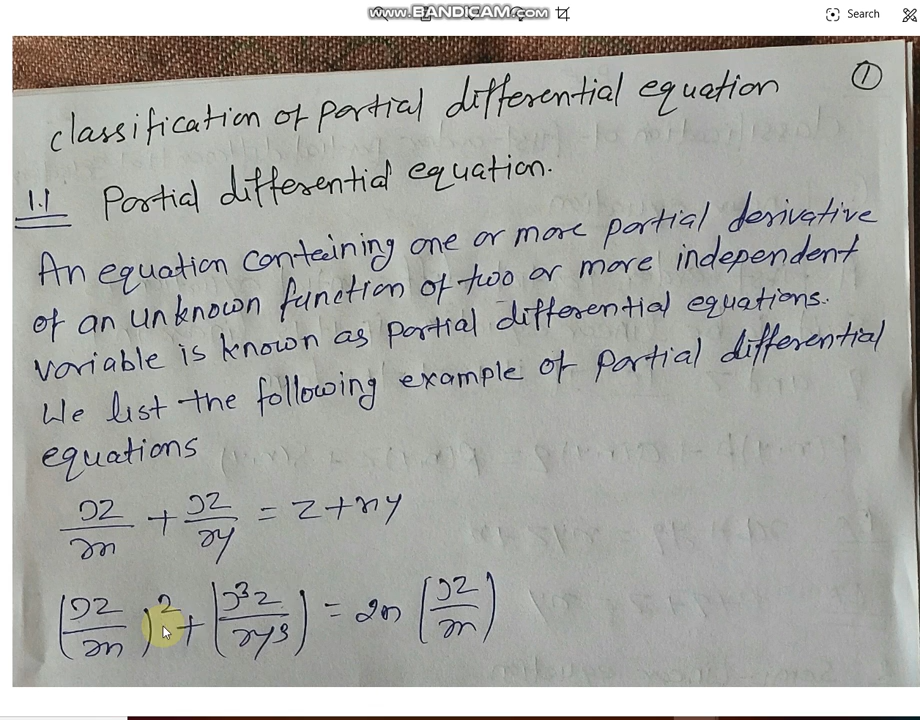 www.BANDICAM.com
Search
classification of partial differential equation
①
1.1 Partial differential equation.
An equation containing one or more partial derivative
of an unknown function of two or more independent
variable is known as partial differential equations.
We list the following example of partial differential
equations
∂z/∂x + ∂z/∂y = z + xy
(∂z/∂x)² + (∂³z/∂y³) = 2x (∂z/∂x)